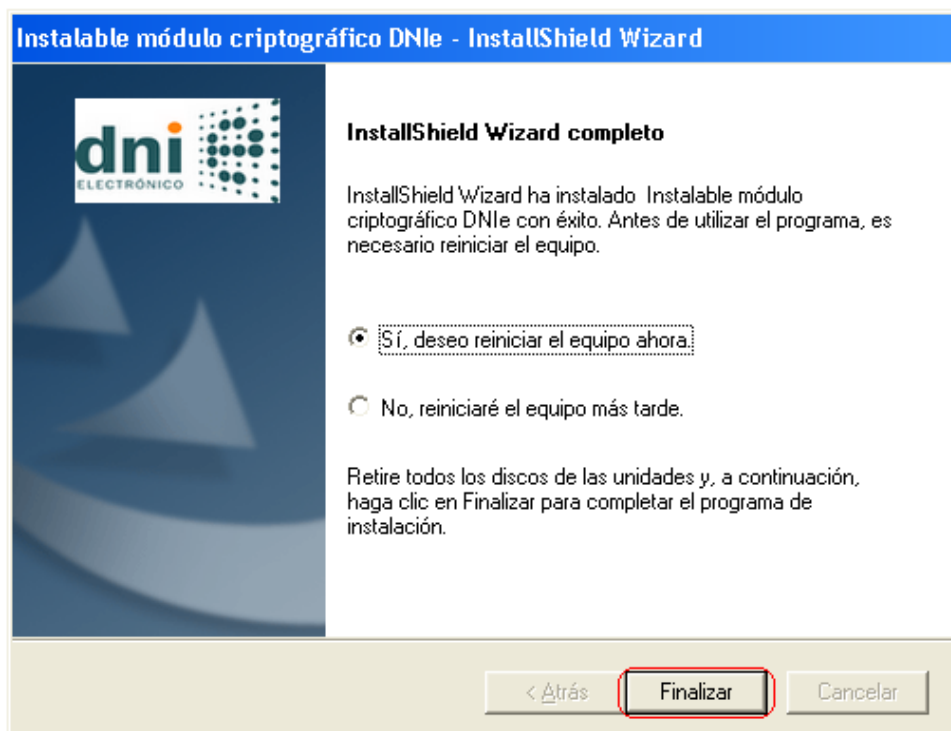 Instalable módulo criptográfico DNIe - InstallShield Wizard
dni
ELECTRÓNICO
InstallShield Wizard completo
InstallShield Wizard ha instalado Instalable módulo
criptográfico DNIe con éxito. Antes de utilizar el programa, es
necesario reiniciar el equipo.
Sí, deseo reiniciar el equipo ahora.
No, reiniciaré el equipo más tarde.
Retire todos los discos de las unidades y, a continuación,
haga clic en Finalizar para completar el programa de
instalación.
< Atrás
Finalizar
Cancelar